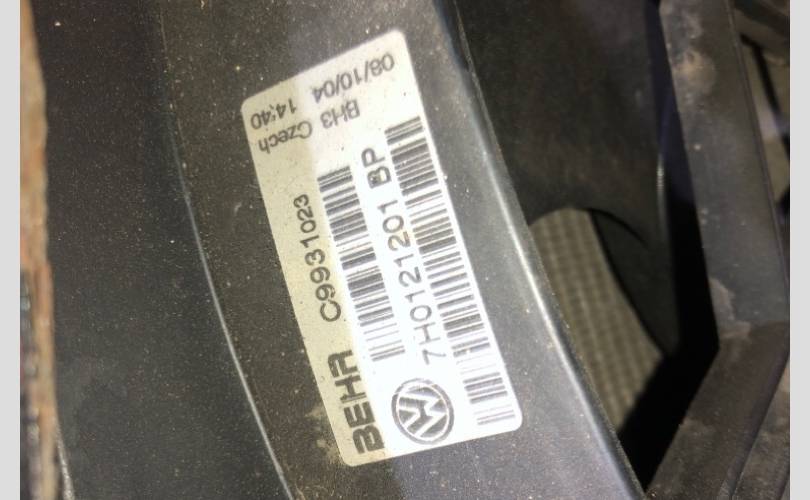 BEHR C9931023
7H0121201 BP
BH3 Czech
08/10/04 14:40